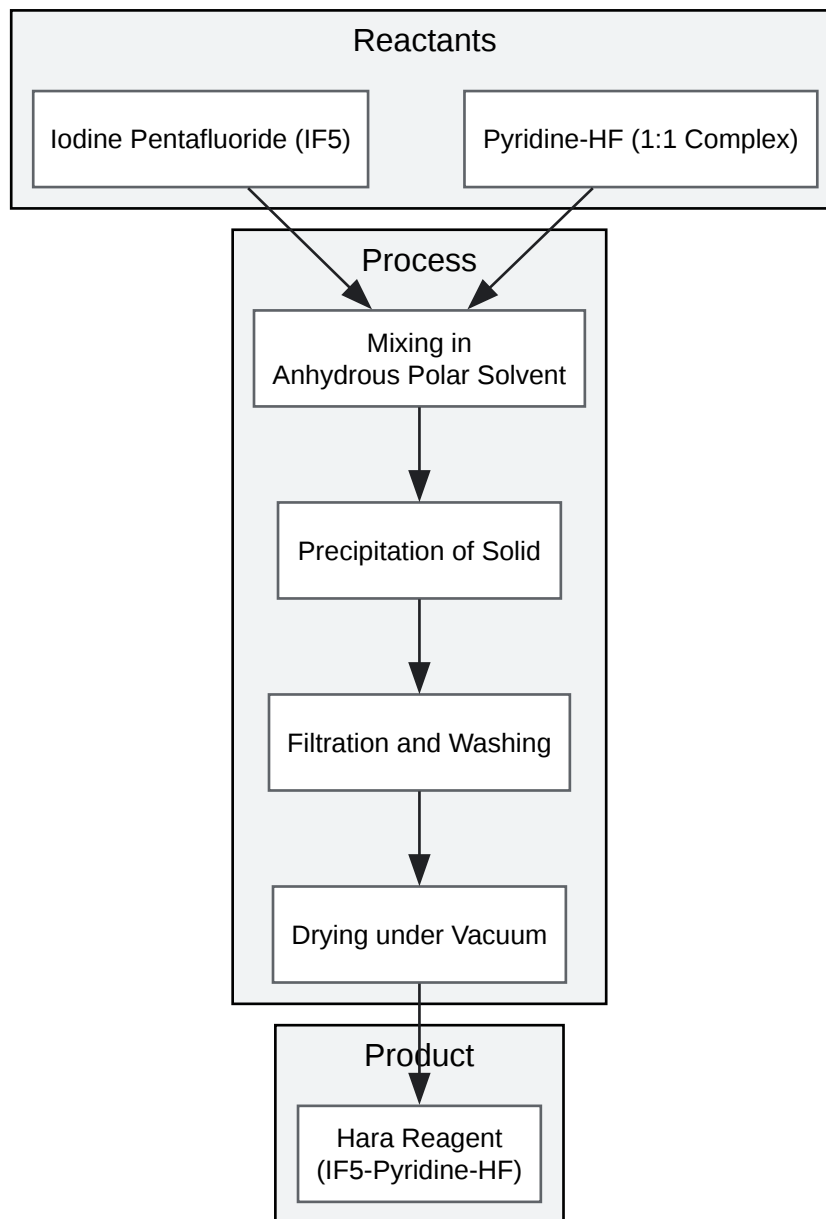 Reactants
Iodine Pentafluoride (IF5)
Pyridine-HF (1:1 Complex)
Process
Mixing in
Anhydrous Polar Solvent
Precipitation of Solid
Filtration and Washing
Drying under Vacuum
Product
Hara Reagent
(IF5-Pyridine-HF)